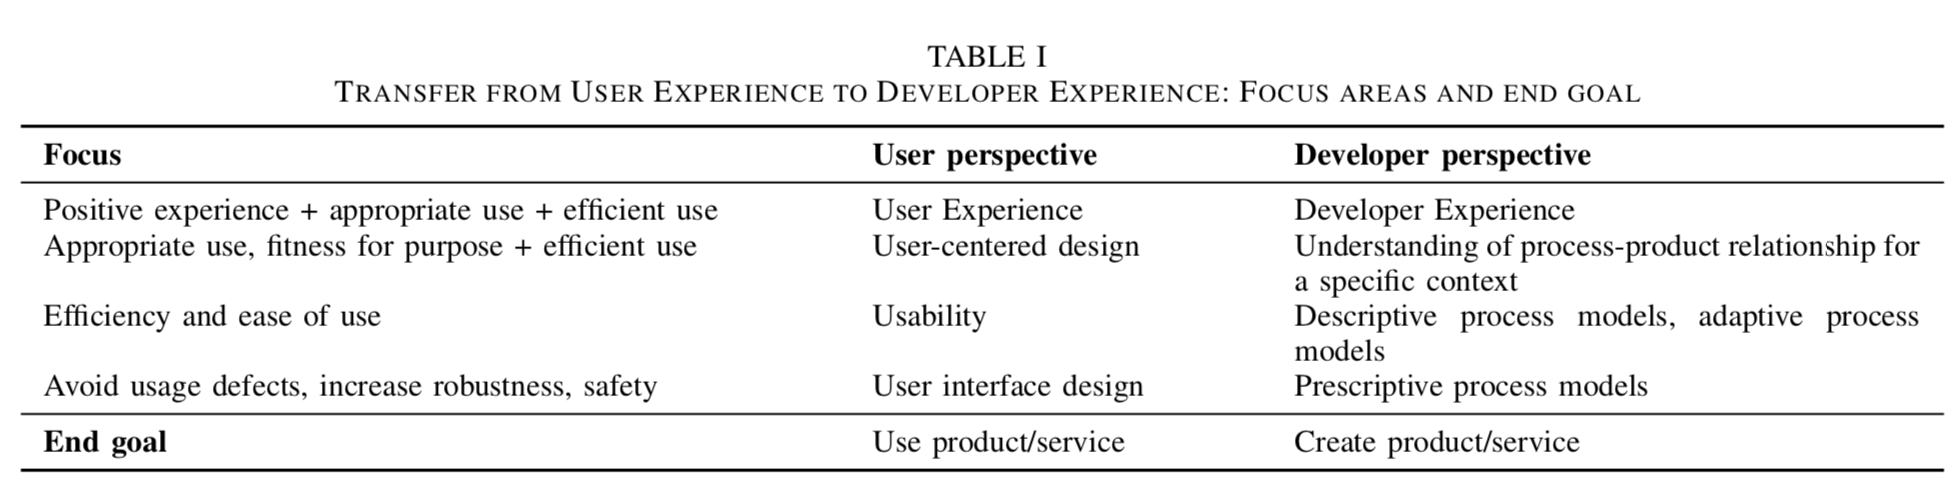 TABLE I
TRANSFER FROM USER EXPERIENCE TO DEVELOPER EXPERIENCE: FOCUS AREAS AND END GOAL
Focus User perspective Developer perspective
Positive experience + appropriate use + efficient use User Experience Developer Experience
Appropriate use, fitness for purpose + efficient use User-centered design Understanding of process-product relationship for
a specific context
Efficiency and ease of use Usability Descriptive process models, adaptive process
models
Avoid usage defects, increase robustness, safety User interface design Prescriptive process models
End goal Use product/service Create product/service